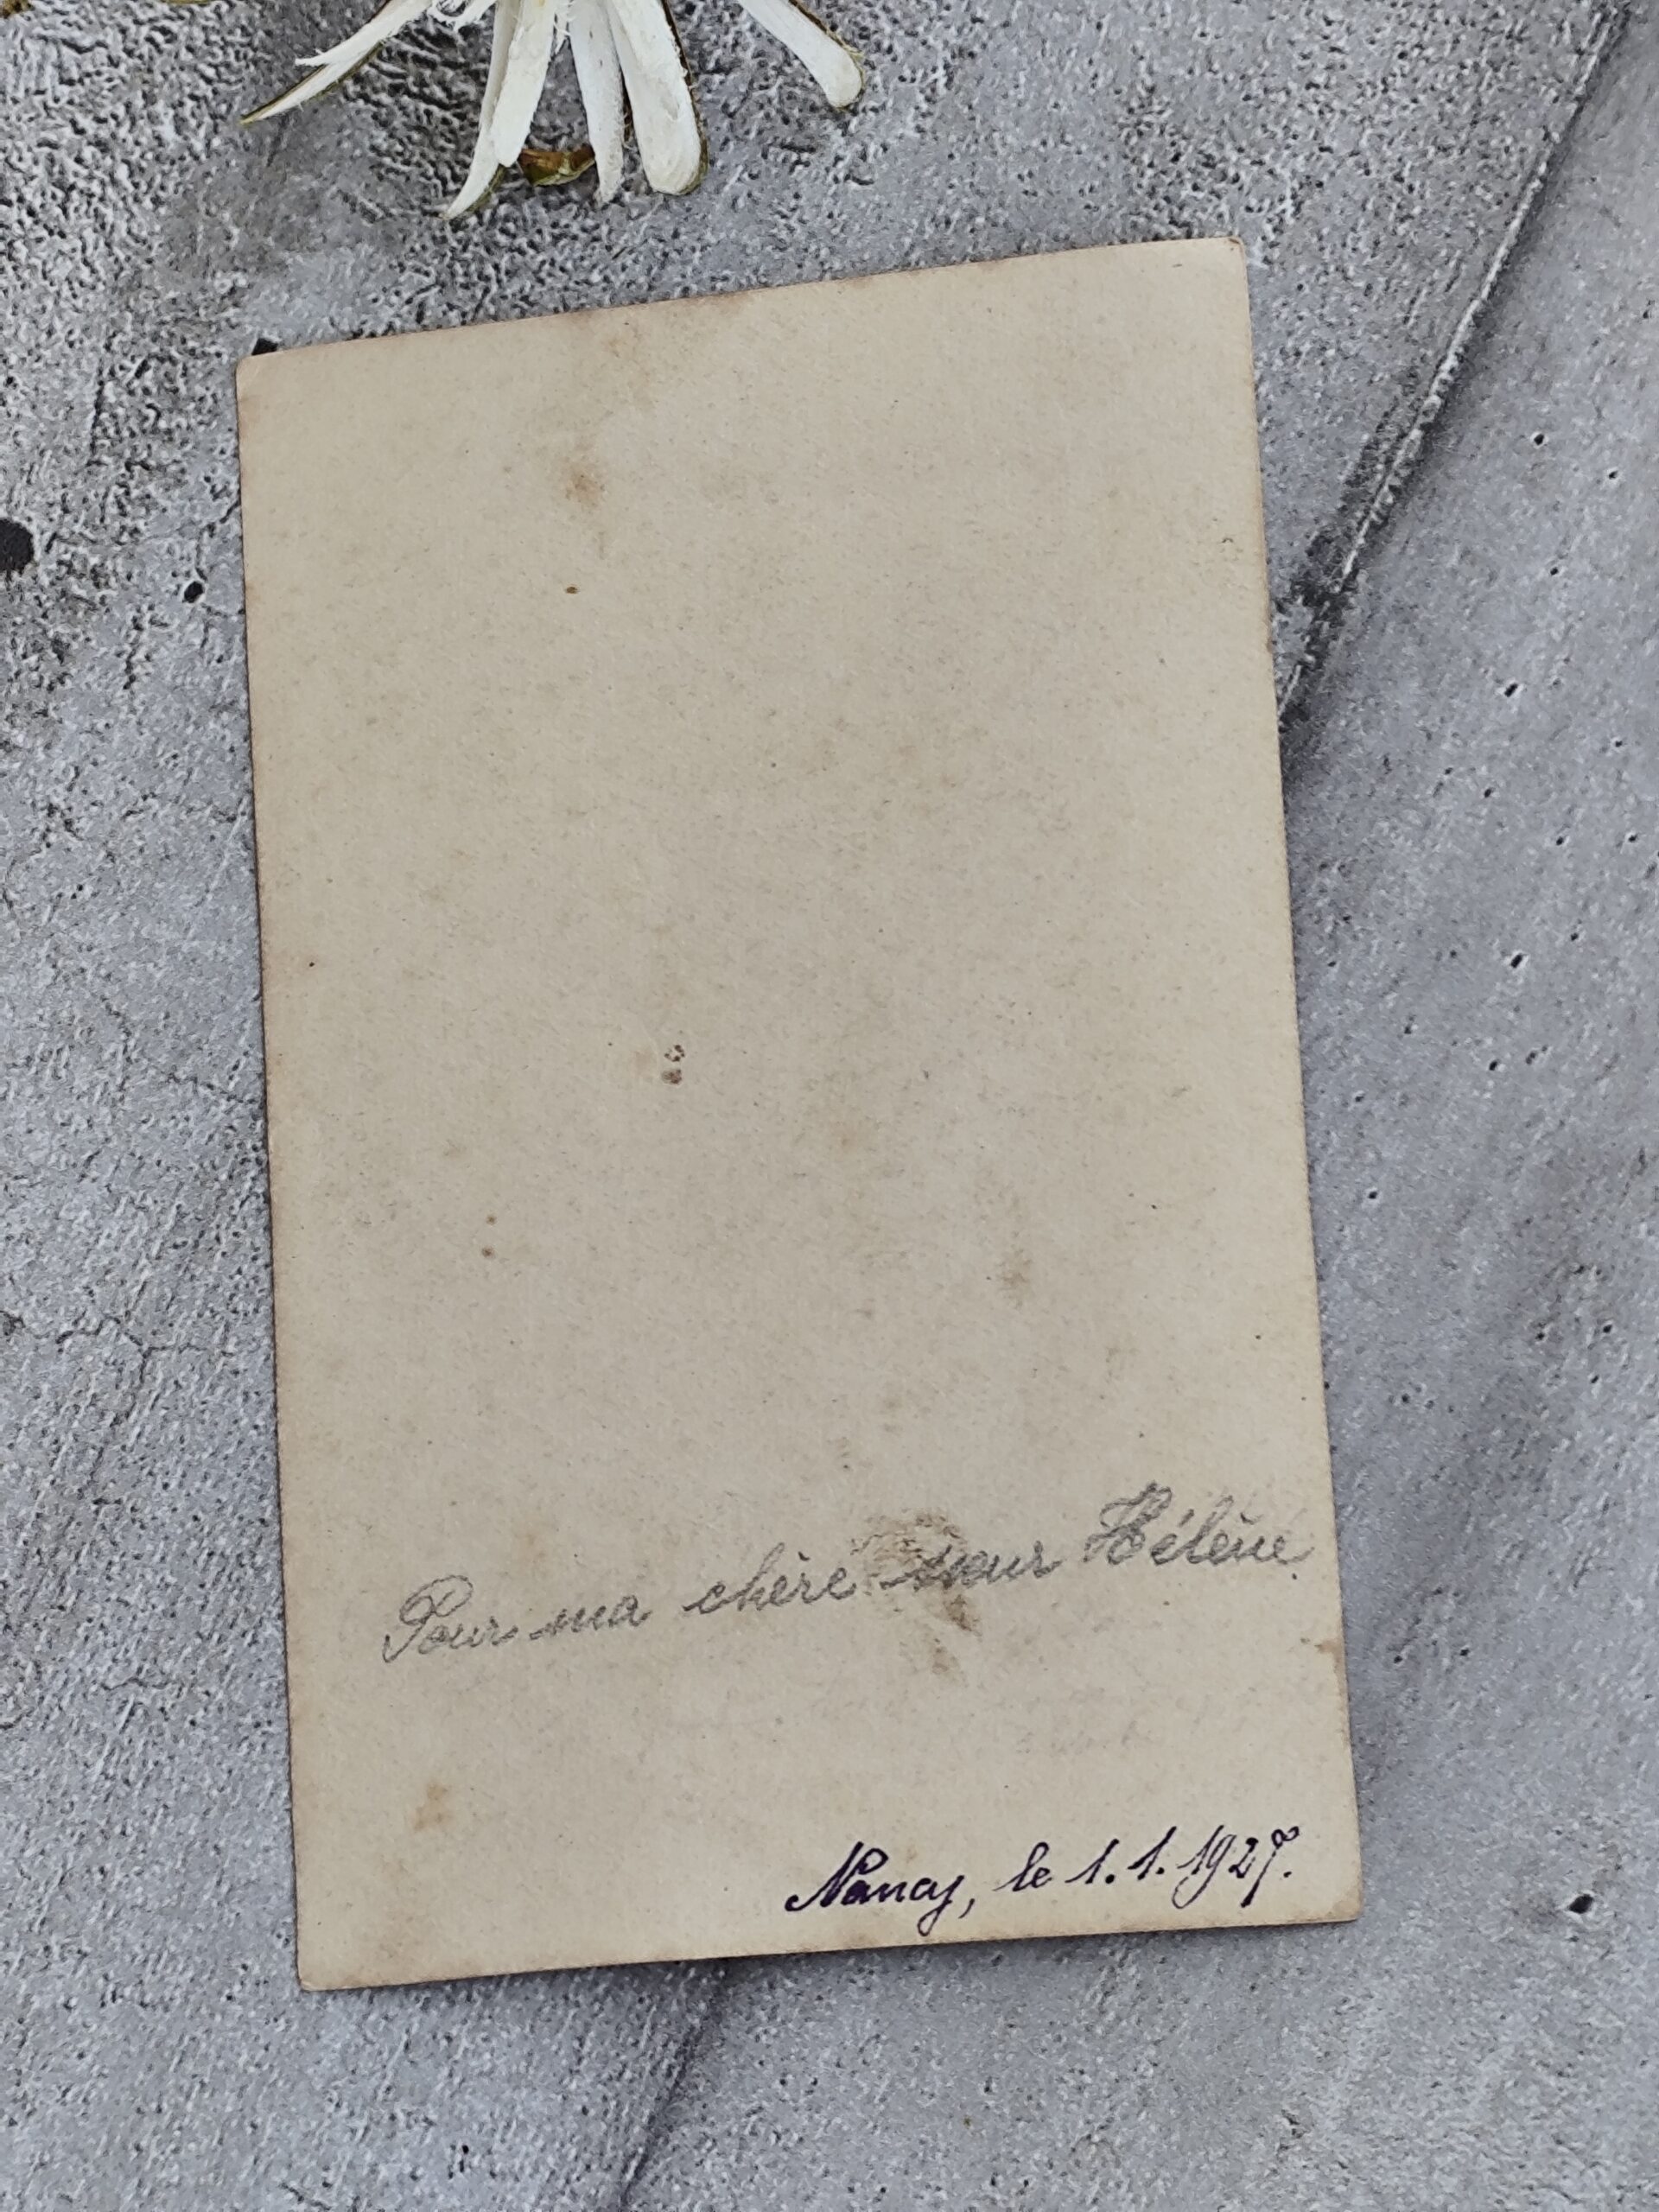 Pour ma chère sœur Hélène.
Nancy, le 1.1.1927.